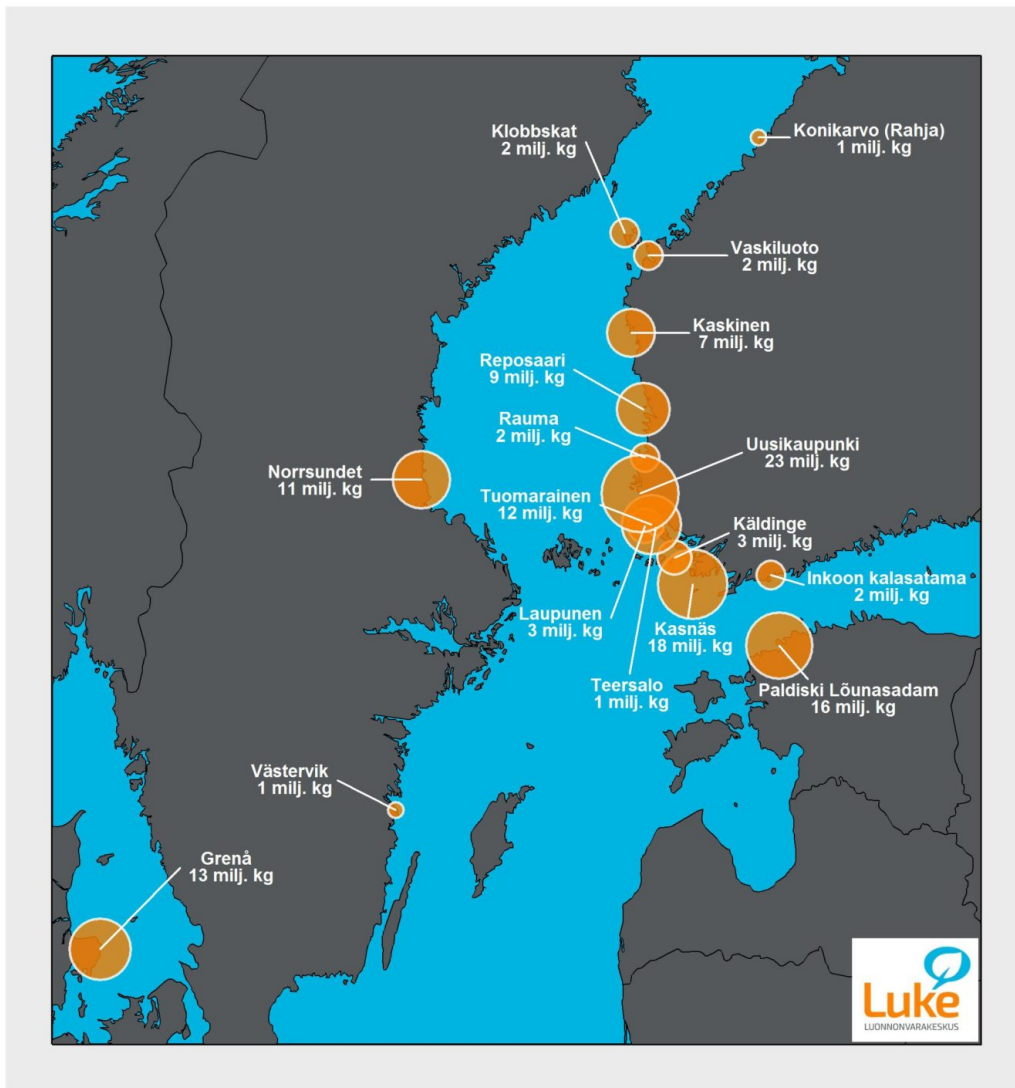 Klobbskat
2 milj. kg
Konikarvo (Rahja)
1 milj. kg
Vaskiluoto
2 milj. kg
Kaskinen
7 milj. kg
Reposaari
9 milj. kg
Rauma
2 milj. kg
Uusikaupunki
23 milj. kg
Norrsundet
11 milj. kg
Tuomarainen
12 milj. kg
Käldinge
3 milj. kg
Inkoon kalasatama
2 milj. kg
Laupunen
3 milj. kg
Kasnäs
18 milj. kg
Teersalo
1 milj. kg
Paldiski Lõunasadam
16 milj. kg
Västervik
1 milj. kg
Grenå
13 milj. kg
Luke
LUONNONVARAKESKUS